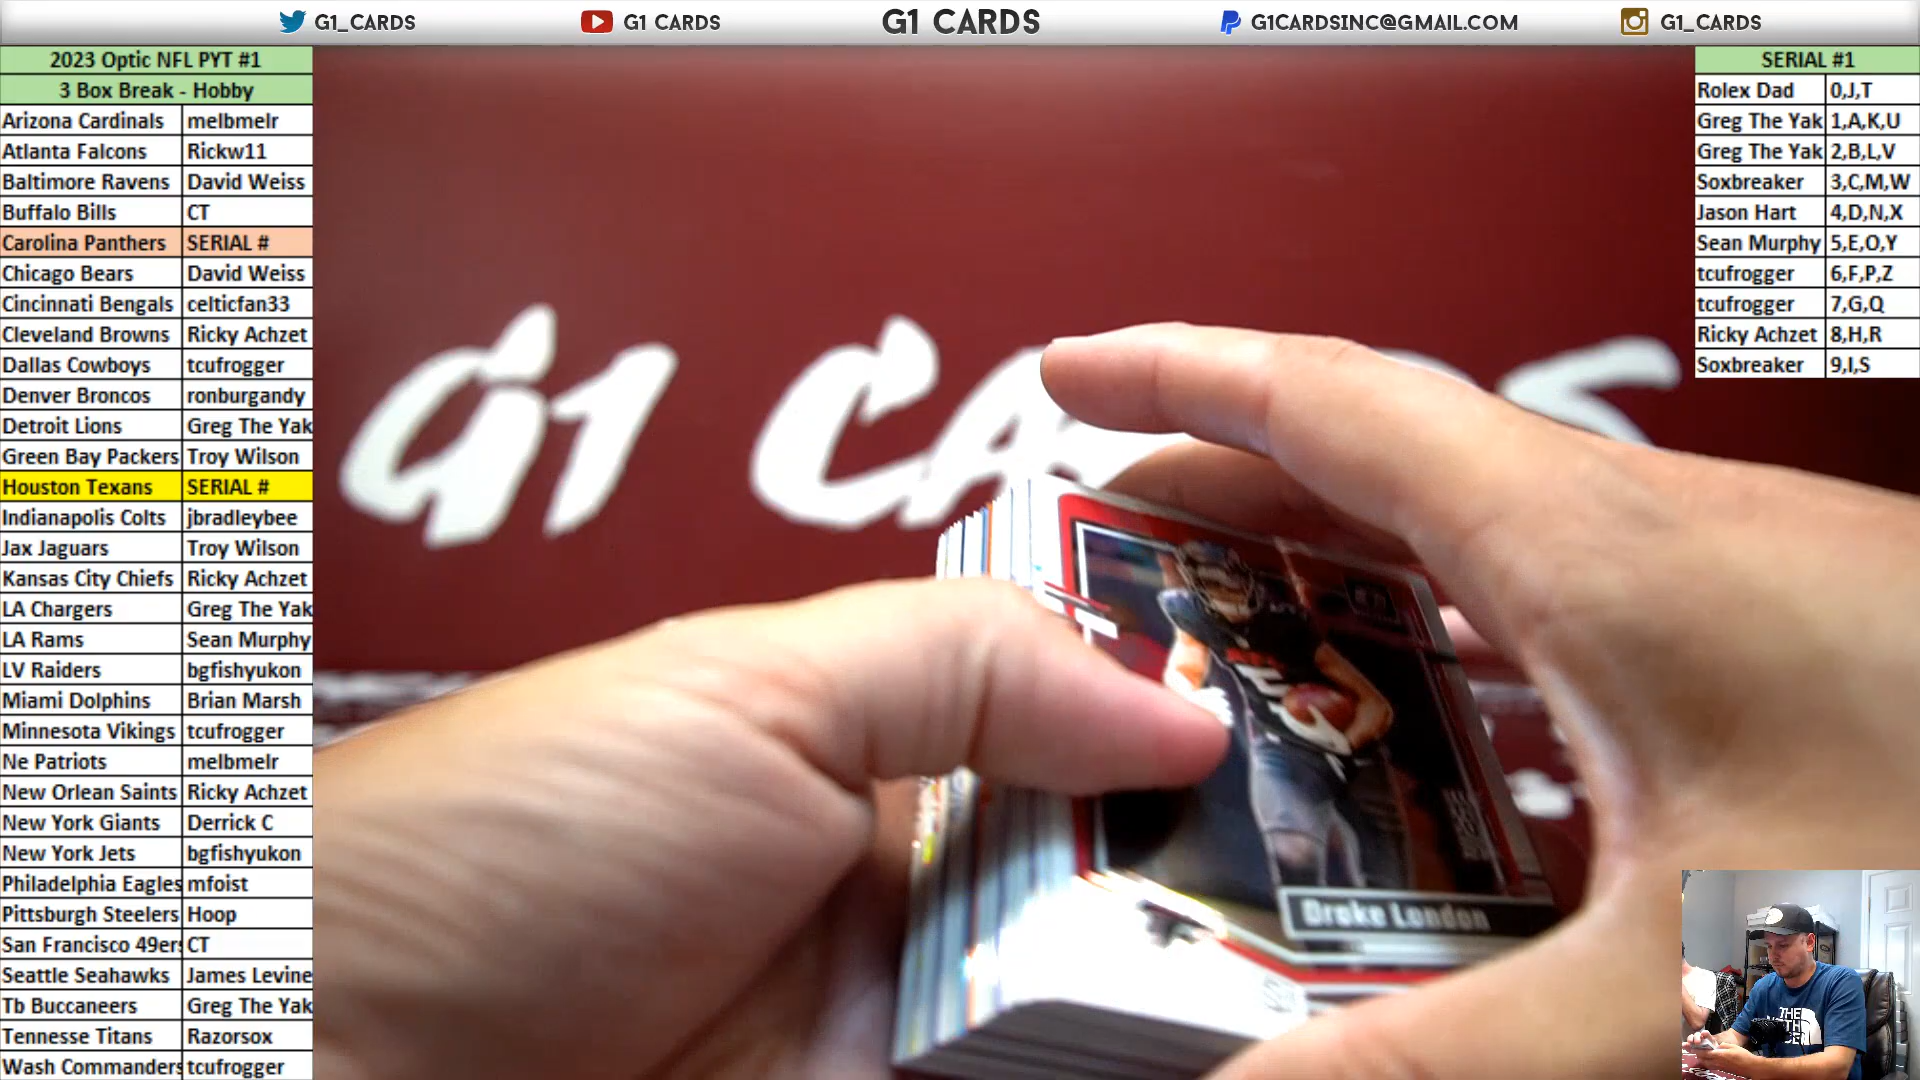 G1_CARDS
G1 CARDS
G1 CARDS
G1CARDSINC@GMAIL.COM
G1_CARDS
2023 Optic NFL PYT #1
3 Box Break - Hobby
Arizona Cardinals melbmelr
Atlanta Falcons Rickw11
Baltimore Ravens David Weiss
Buffalo Bills CT
Carolina Panthers SERIAL #
Chicago Bears David Weiss
Cincinnati Bengals celticfan33
Cleveland Browns Ricky Achzet
Dallas Cowboys tcufrogger
Denver Broncos ronburgandy
Detroit Lions Greg The Yak
Green Bay Packers Troy Wilson
Houston Texans SERIAL #
Indianapolis Colts jbradleybee
Jax Jaguars Troy Wilson
Kansas City Chiefs Ricky Achzet
LA Chargers Greg The Yak
LA Rams Sean Murphy
LV Raiders bgfishyukon
Miami Dolphins Brian Marsh
Minnesota Vikings tcufrogger
Ne Patriots melbmelr
New Orlean Saints Ricky Achzet
New York Giants Derrick C
New York Jets bgfishyukon
Philadelphia Eagles mfoist
Pittsburgh Steelers Hoop
San Francisco 49ers CT
Seattle Seahawks James Levine
Tb Buccaneers Greg The Yak
Tennesse Titans Razorsox
Wash Commanders tcufrogger
SERIAL #1
Rolex Dad 0,J,T
Greg The Yak 1,A,K,U
Greg The Yak 2,B,L,V
Soxbreaker 3,C,M,W
Jason Hart 4,D,N,X
Sean Murphy 5,E,O,Y
tcufrogger 6,F,P,Z
tcufrogger 7,G,Q
Ricky Achzet 8,H,R
Soxbreaker 9,I,S
G1 CA S
Drake London
THE